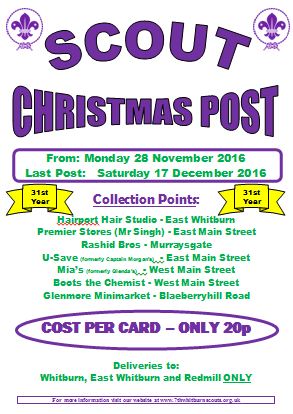 SCOUT
CHRISTMAS POST
From: Monday 28 November 2016
Last Post: Saturday 17 December 2016
31st
Year
31st
Year
Collection Points:
Hairport Hair Studio - East Whitburn
Premier Stores (Mr Singh) - East Main Street
Rashid Bros - Murraysgate
U-Save (formerly Captain Morgan's) - East Main Street
Mia's (formerly Glenda's) - West Main Street
Boots the Chemist - West Main Street
Glenmore Minimarket - Blaeberryhill Road
COST PER CARD – ONLY 20p
Deliveries to:
Whitburn, East Whitburn and Redmill ONLY
For more information visit our website at www.7thwhitburnscouts.org.uk